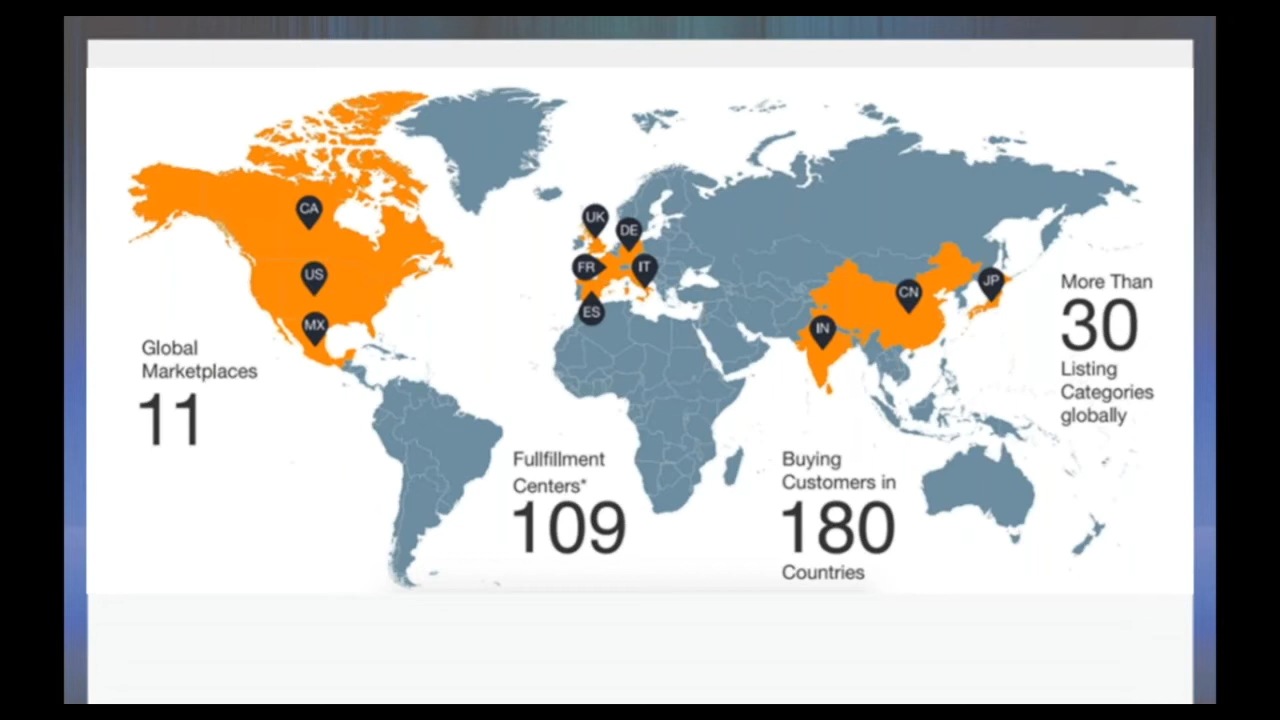 CA
US
MX
UK
DE
FR
IT
ES
CN
JP
IN
Global
Marketplaces
11
Fullfillment
Centers*
109
Buying
Customers in
180
Countries
More Than
30
Listing
Categories
globally